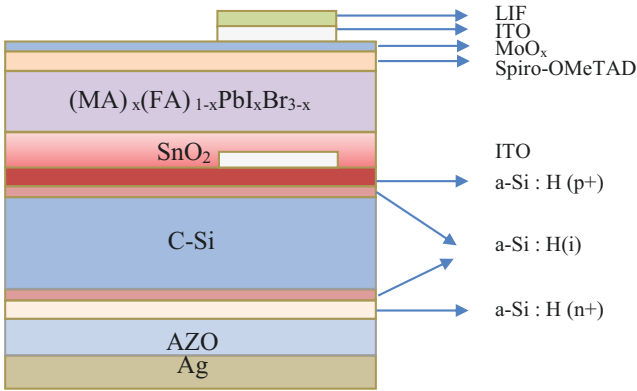 LIF
ITO
MoOₓ
Spiro-OMeTAD
(MA) ₓ(FA) ₁₋ₓPbIₓBr₃₋ₓ
SnO₂
ITO
a-Si : H (p+)
C-Si
a-Si : H(i)
a-Si : H (n+)
AZO
Ag